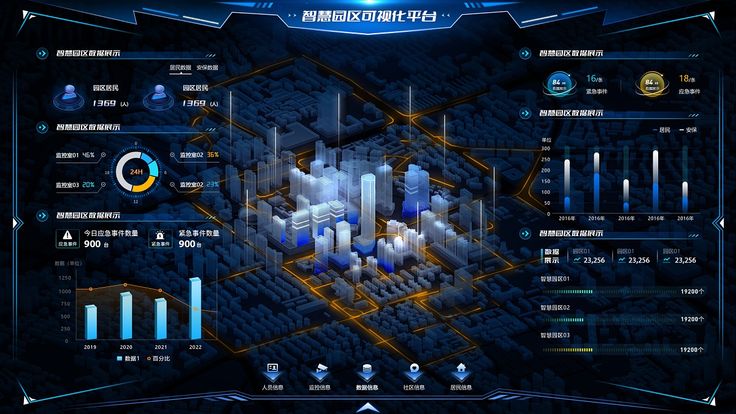 智慧园区可视化平台
智慧园区数据展示
居民数据 安保数据
园区居民 园区居民
1369 (人) 1369 (人)
智慧园区数据展示
监控室01 46% 监控室02 36%
24H
监控室03 20% 监控室02 23%
智慧园区数据展示
今日应急事件数量 紧急事件数量
应急事件 900 台 紧急事件 900 台
数据（单位）
1250
1000
750
500
250
0
2019 2020 2021 2022
数据1 百分比
人员信息 监控信息 数据信息 社区信息 居民信息
智慧园区数据展示
84 16/条 84 18/条
紧急事件 应急事件
智慧园区数据展示
单位 居民 安保
300
250
200
150
100
50
0
2016年 2016年 2016年 2016年 2016年
智慧园区数据展示
数据 园区01 园区01 园区01
展示 23,256 23,256 23,256
智慧园区01
19200个
智慧园区02
19200个
智慧园区03
19200个